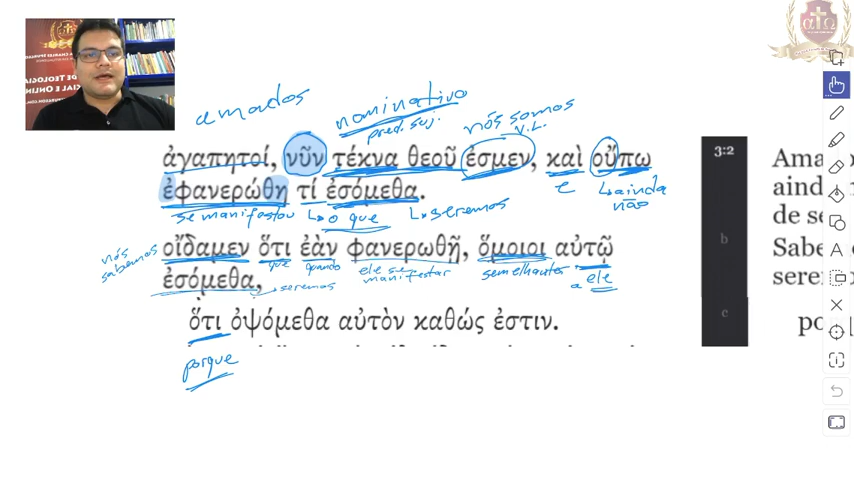 amados
nominativo
pred. suj.
nós somos
V.L.
ἀγαπητοί, νῦν τέκνα θεοῦ ἐσμεν, καὶ οὔπω
e
ainda não
ἐφανερώθη τί ἐσόμεθα.
se manifestou
o que
seremos
nós sabemos
οἴδαμεν ὅτι ἐὰν φανερωθῇ, ὅμοιοι αὐτῷ
que
quando
ele se manifestar
semelhantes
a ele
ἐσόμεθα,
seremos
ὅτι ὀψόμεθα αὐτὸν καθώς ἐστιν.
porque
3:2
b
c
Ama
aind
de se
Sabe
sere
po